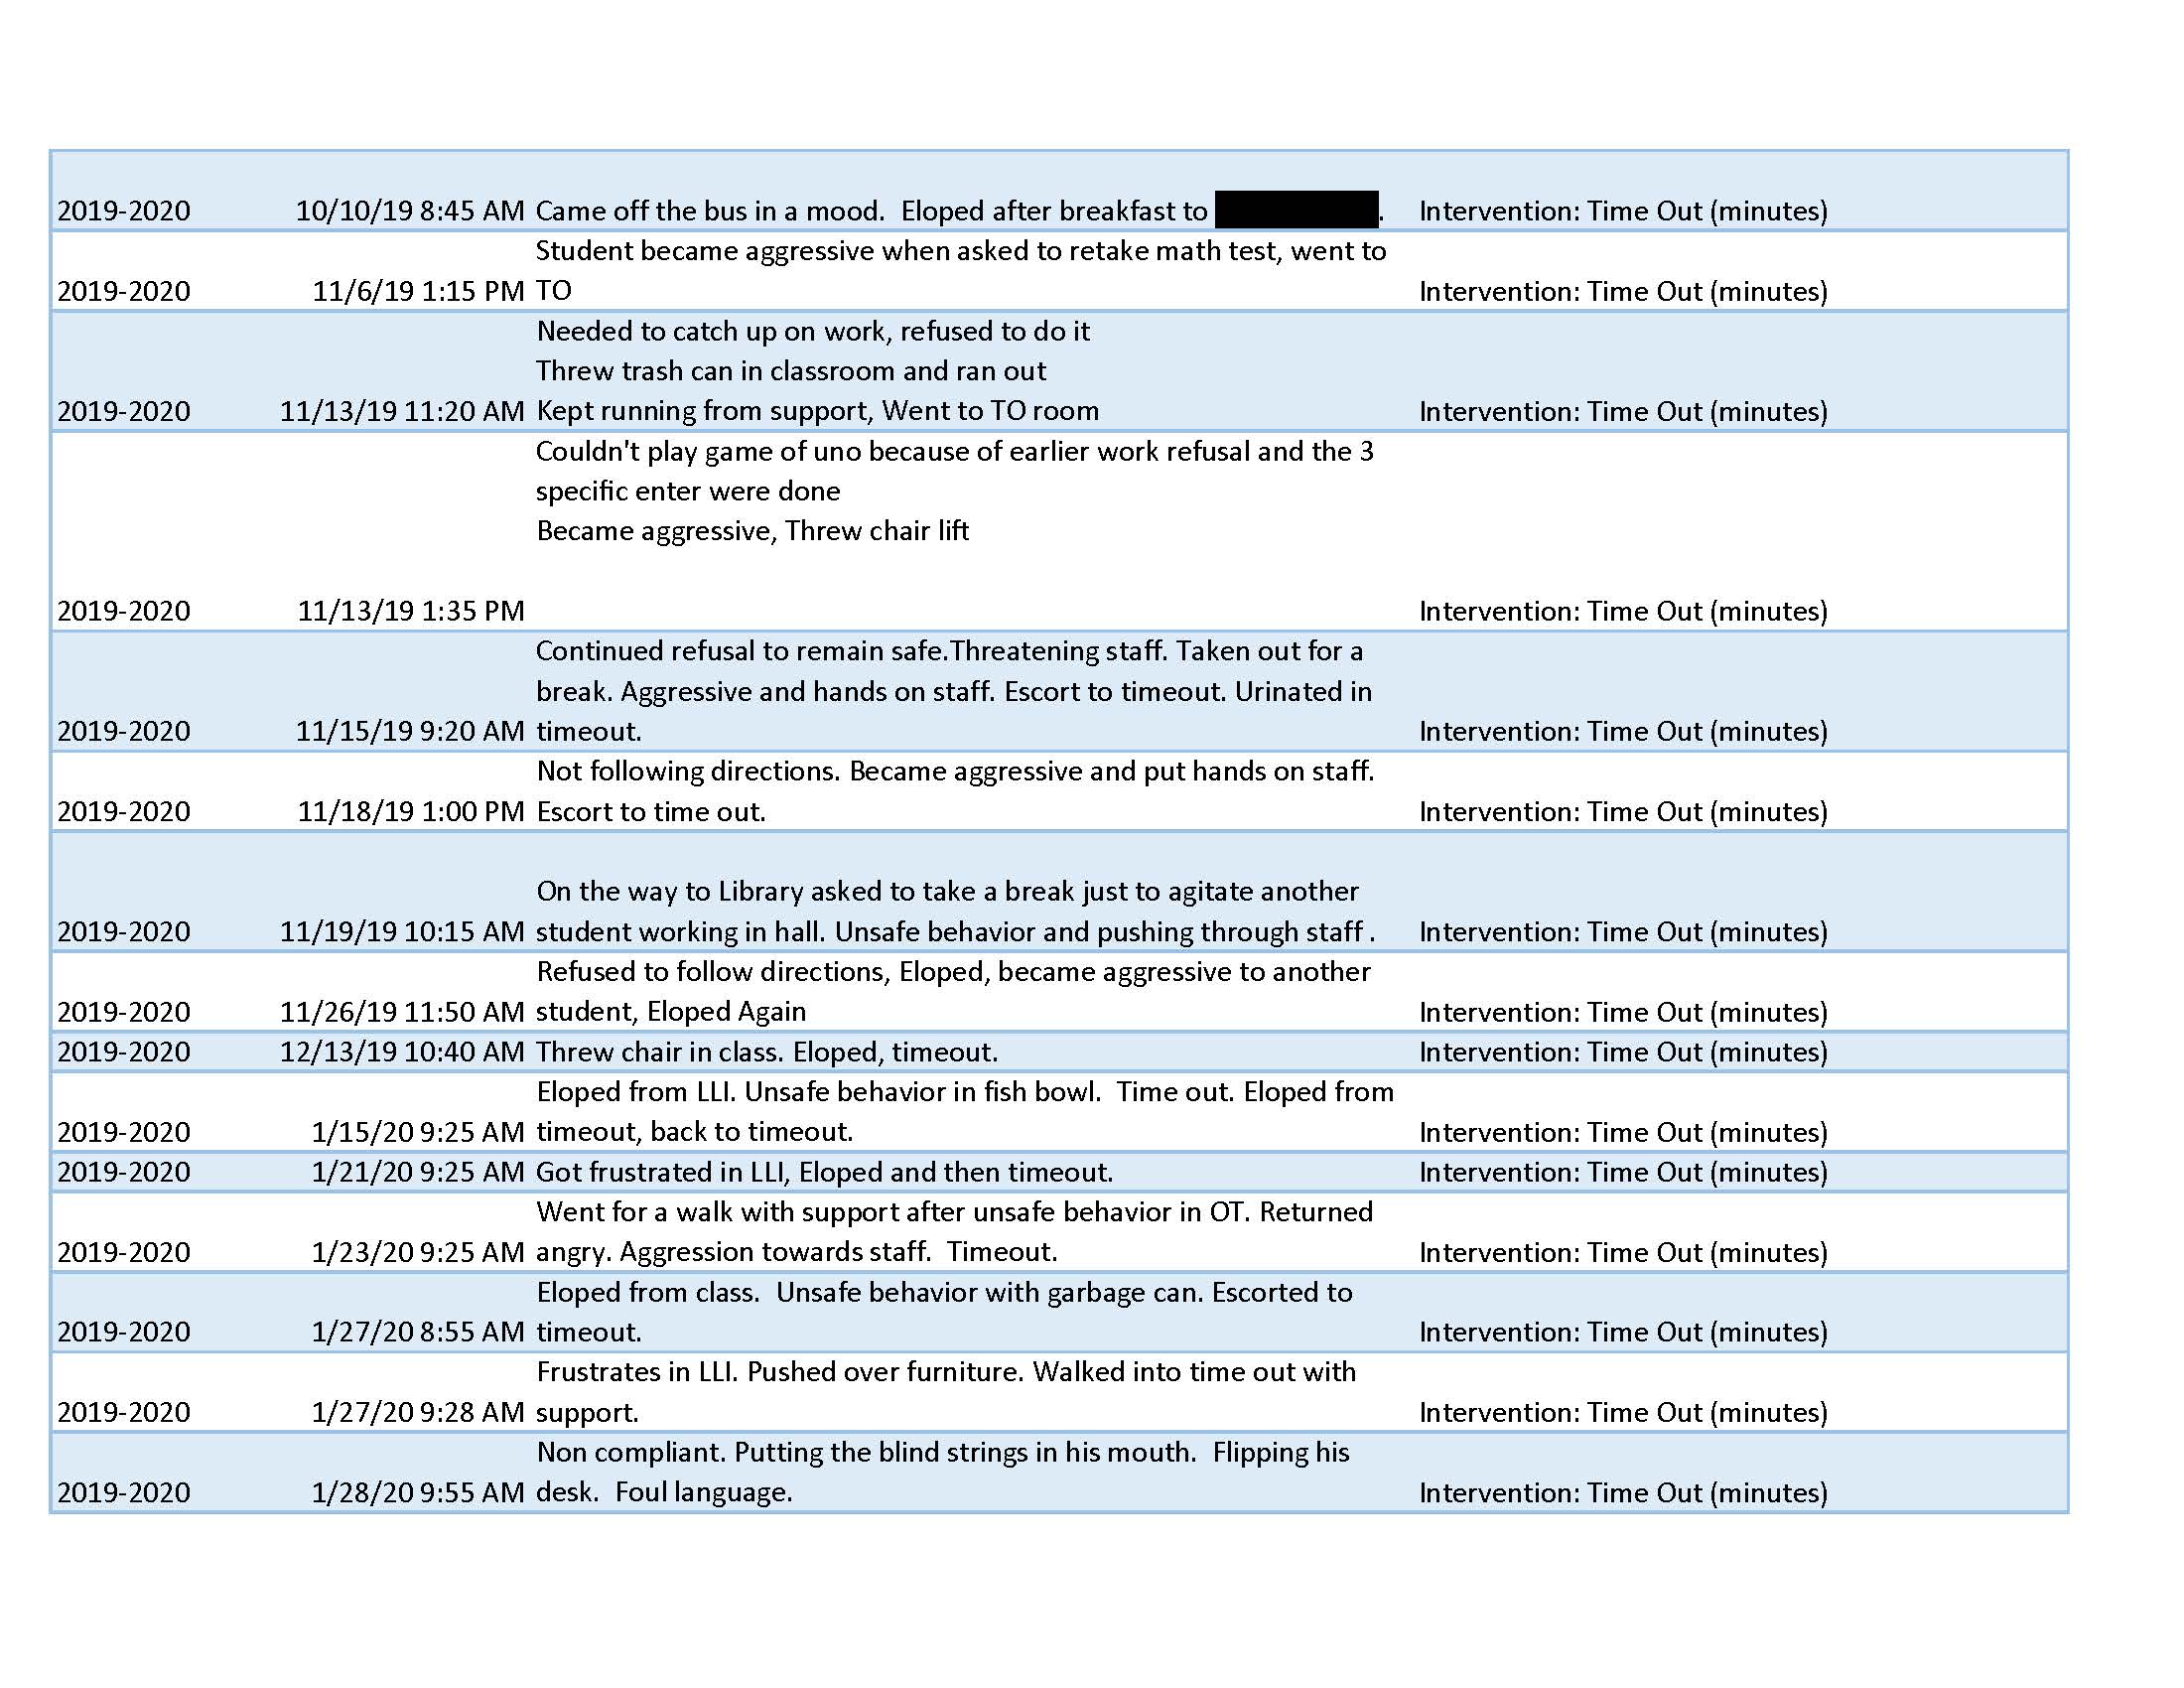 2019-2020 10/10/19 8:45 AM Came off the bus in a mood.  Eloped after breakfast to . Intervention: Time Out (minutes)
Student became aggressive when asked to retake math test, went to
2019-2020 11/6/19 1:15 PM TO Intervention: Time Out (minutes)
Needed to catch up on work, refused to do it
Threw trash can in classroom and ran out
2019-2020 11/13/19 11:20 AM Kept running from support, Went to TO room Intervention: Time Out (minutes)
Couldn't play game of uno because of earlier work refusal and the 3
specific enter were done
Became aggressive, Threw chair lift
2019-2020 11/13/19 1:35 PM Intervention: Time Out (minutes)
Continued refusal to remain safe.Threatening staff. Taken out for a
break. Aggressive and hands on staff. Escort to timeout. Urinated in
2019-2020 11/15/19 9:20 AM timeout. Intervention: Time Out (minutes)
Not following directions. Became aggressive and put hands on staff.
2019-2020 11/18/19 1:00 PM Escort to time out. Intervention: Time Out (minutes)
On the way to Library asked to take a break just to agitate another
2019-2020 11/19/19 10:15 AM student working in hall. Unsafe behavior and pushing through staff . Intervention: Time Out (minutes)
Refused to follow directions, Eloped, became aggressive to another
2019-2020 11/26/19 11:50 AM student, Eloped Again Intervention: Time Out (minutes)
2019-2020 12/13/19 10:40 AM Threw chair in class. Eloped, timeout. Intervention: Time Out (minutes)
Eloped from LLI. Unsafe behavior in fish bowl.  Time out. Eloped from
2019-2020 1/15/20 9:25 AM timeout, back to timeout. Intervention: Time Out (minutes)
2019-2020 1/21/20 9:25 AM Got frustrated in LLI, Eloped and then timeout. Intervention: Time Out (minutes)
Went for a walk with support after unsafe behavior in OT. Returned
2019-2020 1/23/20 9:25 AM angry. Aggression towards staff.  Timeout. Intervention: Time Out (minutes)
Eloped from class.  Unsafe behavior with garbage can. Escorted to
2019-2020 1/27/20 8:55 AM timeout. Intervention: Time Out (minutes)
Frustrates in LLI. Pushed over furniture. Walked into time out with
2019-2020 1/27/20 9:28 AM support. Intervention: Time Out (minutes)
Non compliant. Putting the blind strings in his mouth.  Flipping his
2019-2020 1/28/20 9:55 AM desk.  Foul language. Intervention: Time Out (minutes)